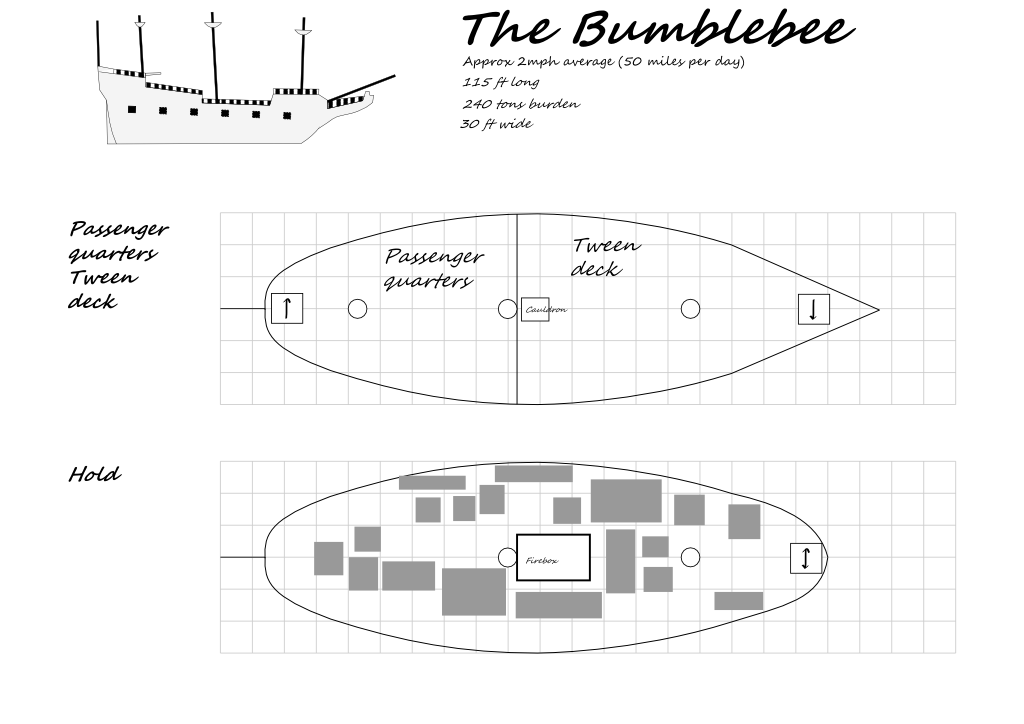 The Bumblebee
Approx 2mph average (50 miles per day)
115 ft long
240 tons burden
30 ft wide
Passenger
quarters
Tween
deck
Passenger
quarters
Tween
deck
Cauldron
Hold
Firebox